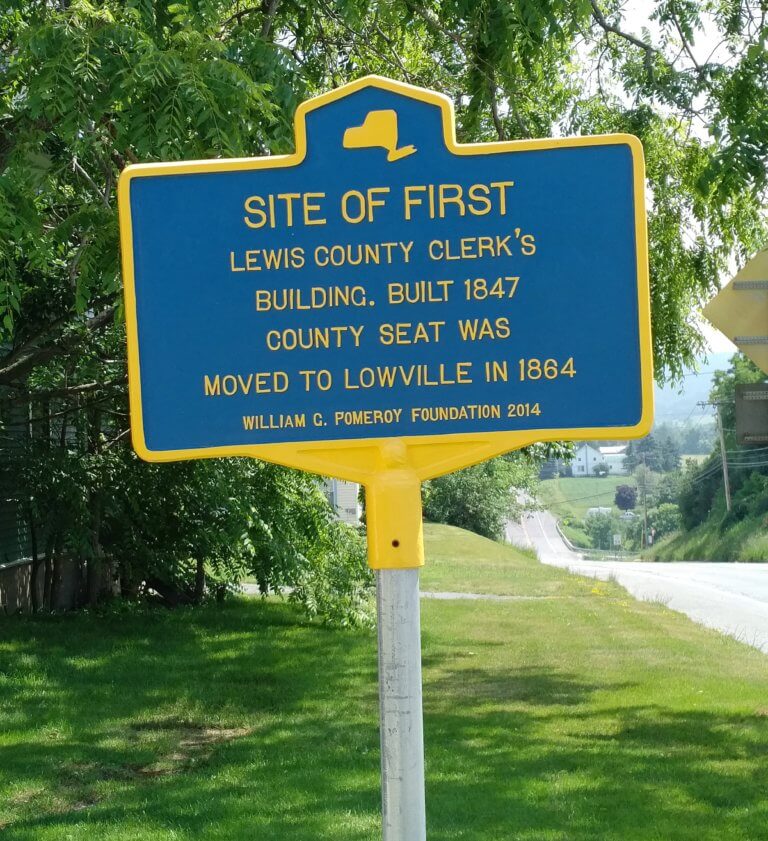 SITE OF FIRST
LEWIS COUNTY CLERK'S
BUILDING. BUILT 1847
COUNTY SEAT WAS
MOVED TO LOWVILLE IN 1864
WILLIAM G. POMEROY FOUNDATION 2014